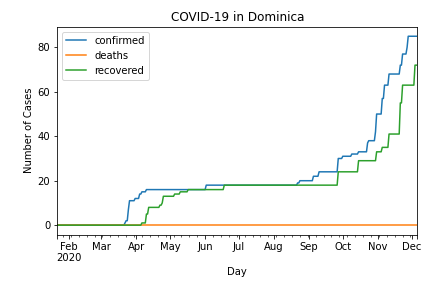 COVID-19 in Dominica
confirmed
deaths
recovered
Number of Cases
80
60
40
20
0
Feb Mar Apr May Jun Jul Aug Sep Oct Nov Dec
2020
Day